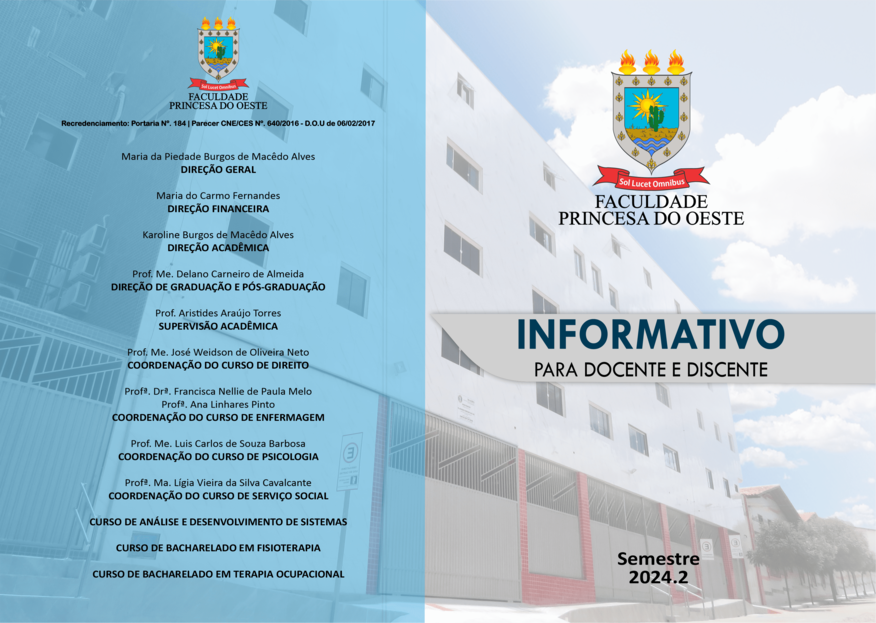 Sol Lucet Omnibus
FACULDADE
PRINCESA DO OESTE
Recredenciamento: Portaria Nº. 184 | Parecer CNE/CES Nº. 640/2016 - D.O.U de 06/02/2017
Maria da Piedade Burgos de Macêdo Alves
DIREÇÃO GERAL
Maria do Carmo Fernandes
DIREÇÃO FINANCEIRA
Karoline Burgos de Macêdo Alves
DIREÇÃO ACADÊMICA
Prof. Me. Delano Carneiro de Almeida
DIREÇÃO DE GRADUAÇÃO E PÓS-GRADUAÇÃO
Prof. Aristides Araújo Torres
SUPERVISÃO ACADÊMICA
Prof. Me. José Weidson de Oliveira Neto
COORDENAÇÃO DO CURSO DE DIREITO
Profª. Drª. Francisca Nellie de Paula Melo
Profª. Ana Linhares Pinto
COORDENAÇÃO DO CURSO DE ENFERMAGEM
Prof. Me. Luis Carlos de Souza Barbosa
COORDENAÇÃO DO CURSO DE PSICOLOGIA
Profª. Ma. Lígia Vieira da Silva Cavalcante
COORDENAÇÃO DO CURSO DE SERVIÇO SOCIAL
CURSO DE ANÁLISE E DESENVOLVIMENTO DE SISTEMAS
CURSO DE BACHARELADO EM FISIOTERAPIA
CURSO DE BACHARELADO EM TERAPIA OCUPACIONAL
3
Sol Lucet Omnibus
FACULDADE
PRINCESA DO OESTE
INFORMATIVO
PARA DOCENTE E DISCENTE
Semestre
2024.2